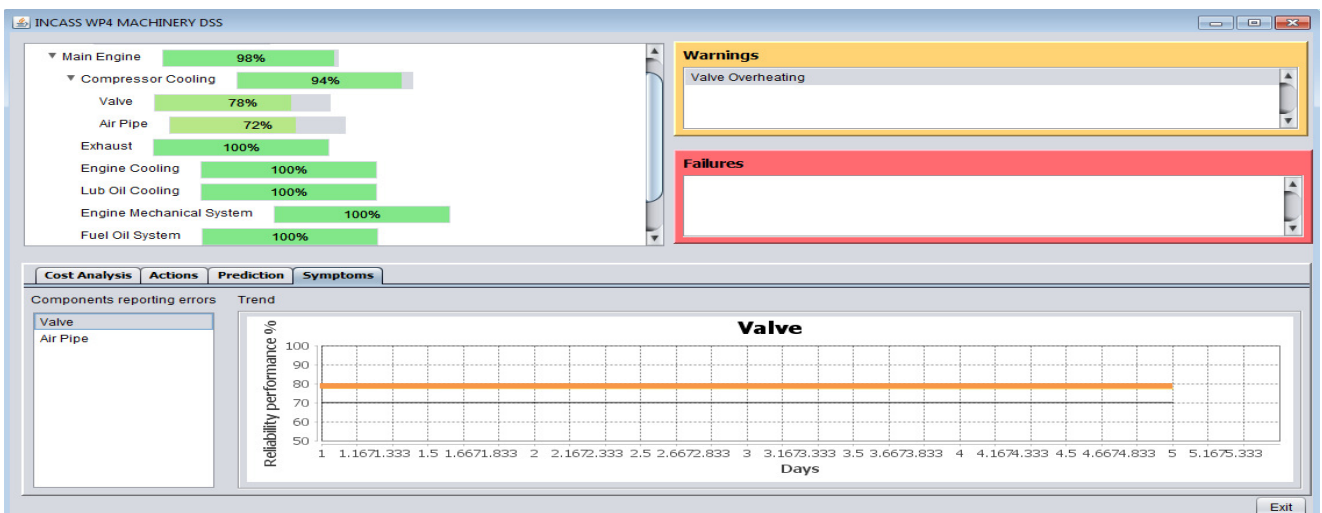 INCASS WP4 MACHINERY DSS
Main Engine 98%
Compressor Cooling 94%
Valve 78%
Air Pipe 72%
Exhaust 100%
Engine Cooling 100%
Lub Oil Cooling 100%
Engine Mechanical System 100%
Fuel Oil System 100%
Warnings
Valve Overheating
Failures
Cost Analysis Actions Prediction Symptoms
Components reporting errors
Valve
Air Pipe
Trend
Valve
Reliability performance %
100
90
80
70
60
50
1 1.1671.333 1.5 1.6671.833 2 2.1672.333 2.5 2.6672.833 3 3.1673.333 3.5 3.6673.833 4 4.1674.333 4.5 4.6674.833 5 5.1675.333
Days
Exit